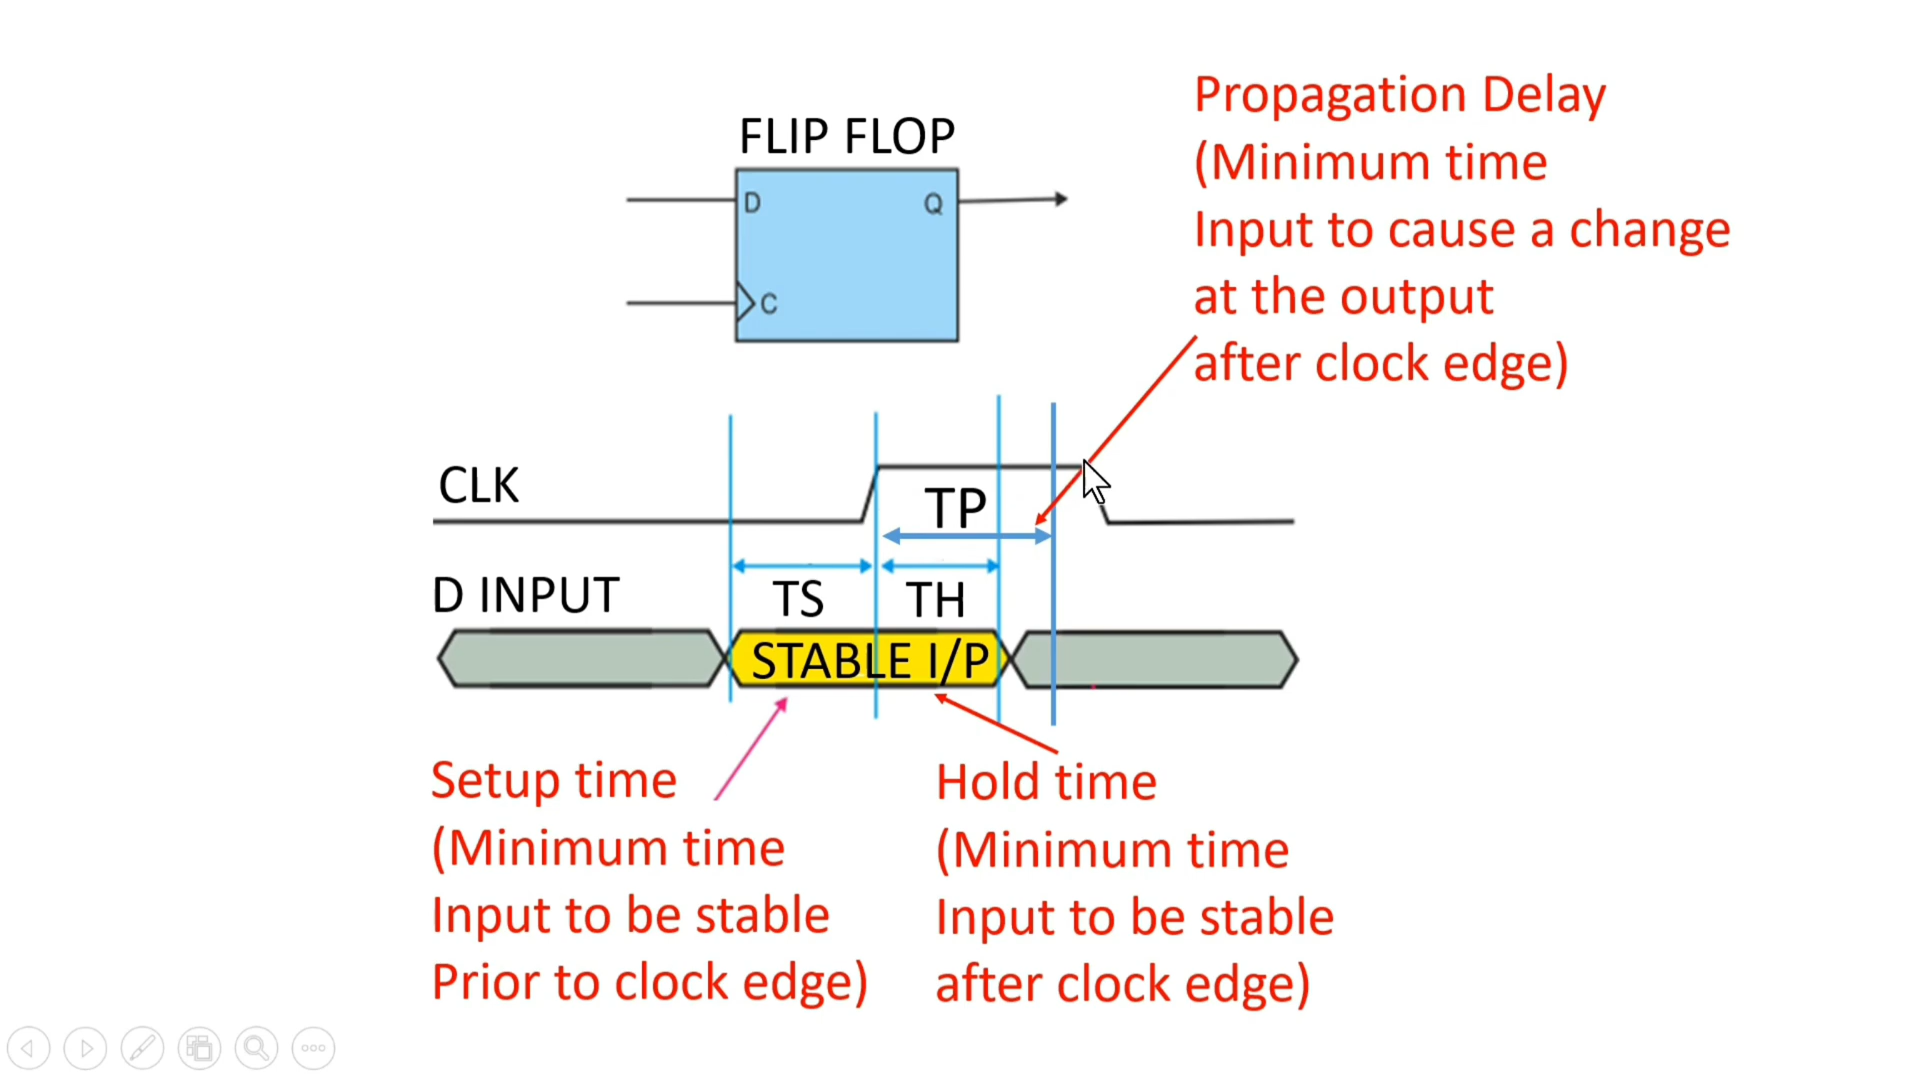 FLIP FLOP
D
Q
C
Propagation Delay
(Minimum time
Input to cause a change
at the output
after clock edge)
CLK
TP
D INPUT
TS
TH
STABLE I/P
Setup time
(Minimum time
Input to be stable
Prior to clock edge)
Hold time
(Minimum time
Input to be stable
after clock edge)